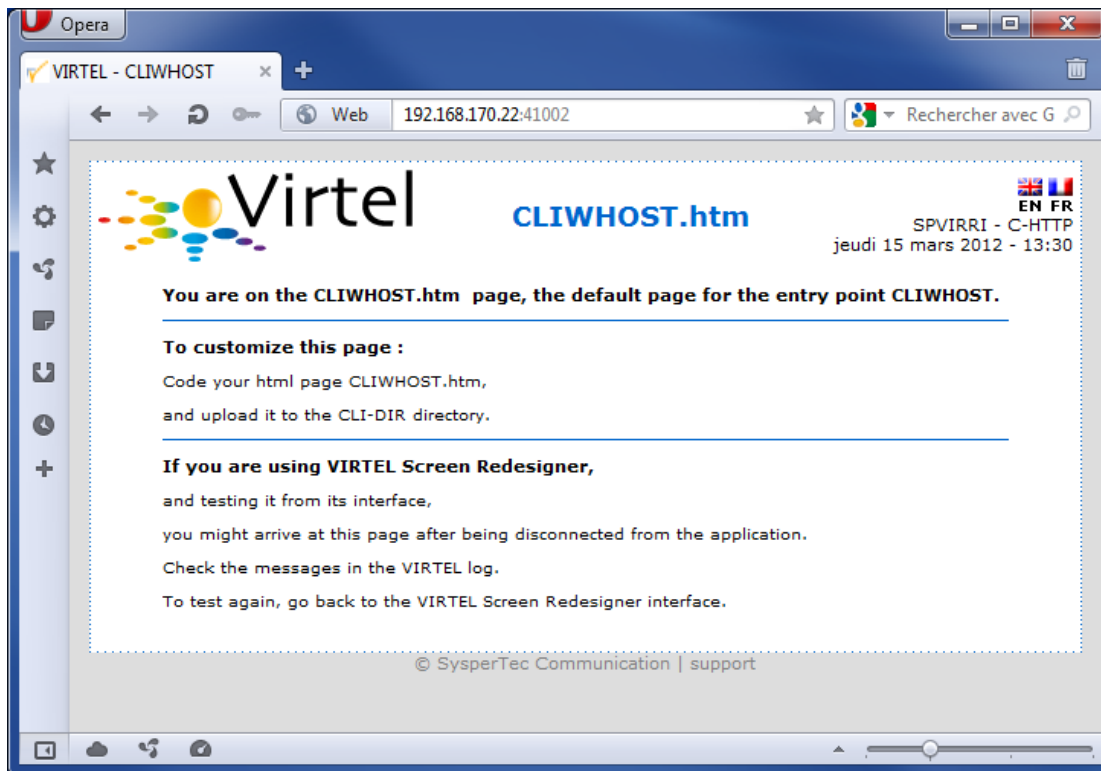 Opera
VIRTEL - CLIWHOST
Web 192.168.170.22:41002 Rechercher avec G
Virtel
CLIWHOST.htm
EN FR
SPVIRRI - C-HTTP
jeudi 15 mars 2012 - 13:30
You are on the CLIWHOST.htm page, the default page for the entry point CLIWHOST.
To customize this page :
Code your html page CLIWHOST.htm,
and upload it to the CLI-DIR directory.
If you are using VIRTEL Screen Redesigner,
and testing it from its interface,
you might arrive at this page after being disconnected from the application.
Check the messages in the VIRTEL log.
To test again, go back to the VIRTEL Screen Redesigner interface.
© SysperTec Communication | support